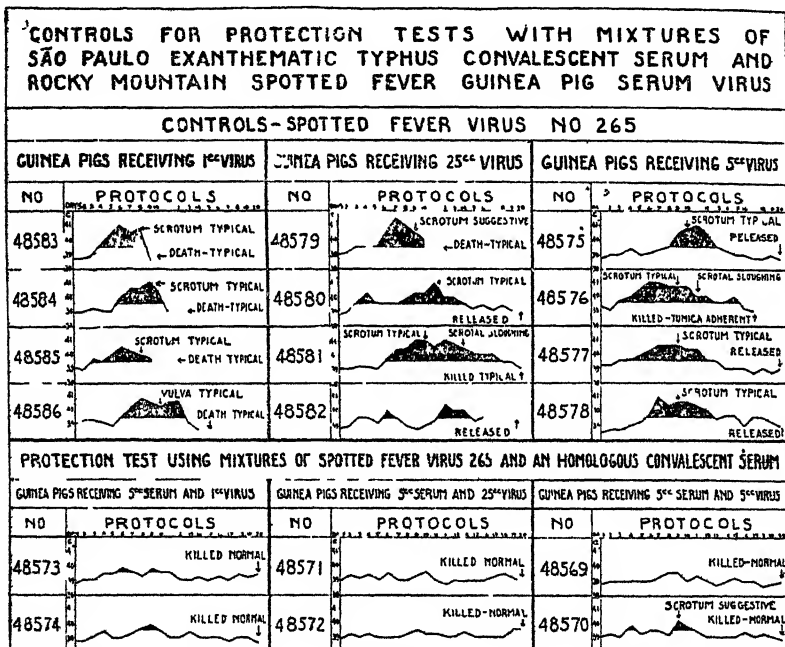 CONTROLS FOR PROTECTION TESTS WITH MIXTURES OF
SÃO PAULO EXANTHEMATIC TYPHUS CONVALESCENT SERUM AND
ROCKY MOUNTAIN SPOTTED FEVER GUINEA PIG SERUM VIRUS
CONTROLS-SPOTTED FEVER VIRUS NO 265
GUINEA PIGS RECEIVING 1cc VIRUS
NO PROTOCOLS
48583 SCROTUM TYPICAL
DEATH-TYPICAL
48584 SCROTUM TYPICAL
DEATH-TYPICAL
48585 SCROTUM TYPICAL
DEATH TYPICAL
48586 VULVA TYPICAL
DEATH TYPICAL
GUINEA PIGS RECEIVING 25cc VIRUS
NO PROTOCOLS
48579 SCROTUM SUGGESTIVE
DEATH-TYPICAL
48580 SCROTUM TYPICAL
RELEASED
48581 SCROTUM TYPICAL SCROTAL SLOUGHING
KILLED TYPICAL
48582 RELEASED
GUINEA PIGS RECEIVING 5cc VIRUS
NO PROTOCOLS
48575 SCROTUM TYPICAL
RELEASED
48576 SCROTUM TYPICAL SCROTAL SLOUGHING
KILLED-TUNICA ADHERENT
48577 SCROTUM TYPICAL
RELEASED
48578 SCROTUM TYPICAL
RELEASED
PROTECTION TEST USING MIXTURES OF SPOTTED FEVER VIRUS 265 AND AN HOMOLOGOUS CONVALESCENT SERUM
GUINEA PIGS RECEIVING 5cc SERUM AND 1cc VIRUS
NO PROTOCOLS
48573 KILLED NORMAL
48574 KILLED NORMAL
GUINEA PIGS RECEIVING 5cc SERUM AND 25cc VIRUS
NO PROTOCOLS
48571 KILLED NORMAL
48572 KILLED-NORMAL
GUINEA PIGS RECEIVING 5cc SERUM AND 5cc VIRUS
NO PROTOCOLS
48569 KILLED-NORMAL
48570 SCROTUM SUGGESTIVE
KILLED-NORMAL